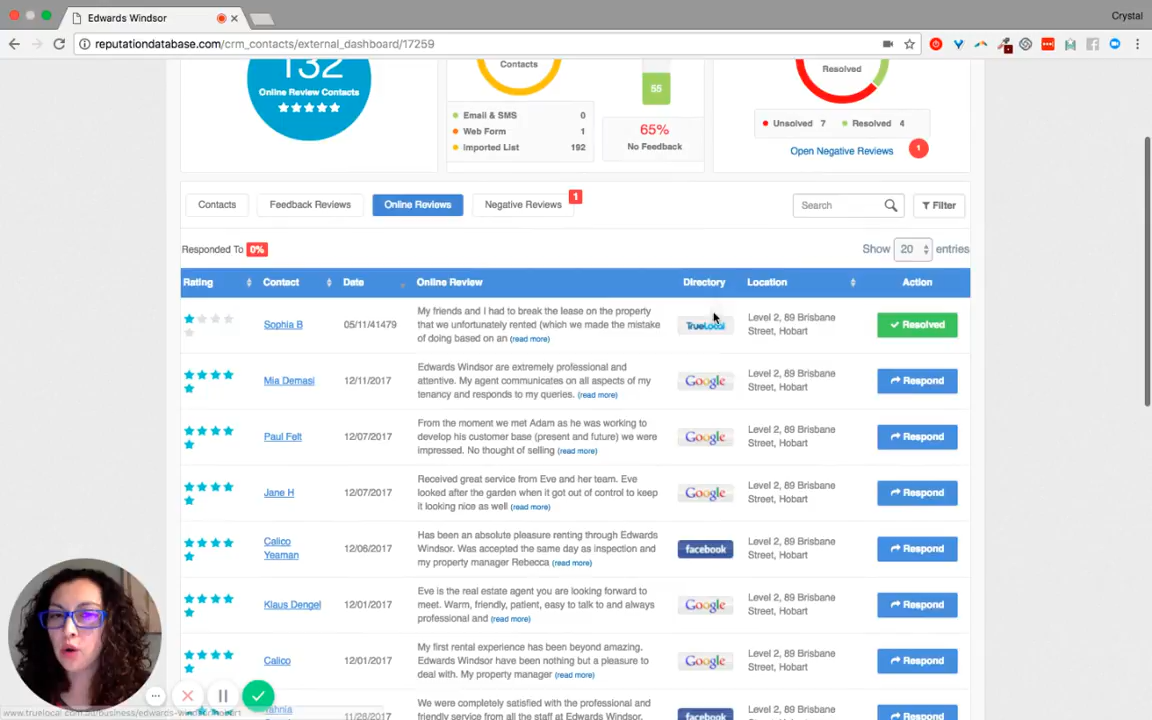 Edwards Windsor
Crystal
reputationdatabase.com/crm_contacts/external_dashboard/17259
132
Online Review Contacts
Contacts
Email & SMS 0
Web Form 1
Imported List 192
55
65%
No Feedback
Resolved
Unsolved 7 Resolved 4
Open Negative Reviews 1
Contacts Feedback Reviews Online Reviews Negative Reviews 1 Search Filter
Responded To 0% Show 20 entries
Rating Contact Date Online Review Directory Location Action
Sophia B 05/11/41479
My friends and I had to break the lease on the property
that we unfortunately rented (which we made the mistake
of doing based on an (read more)
TrueLocal
Level 2, 89 Brisbane
Street, Hobart
Resolved
Mia Demasi 12/11/2017
Edwards Windsor are extremely professional and
attentive. My agent communicates on all aspects of my
tenancy and responds to my queries. (read more)
Google
Level 2, 89 Brisbane
Street, Hobart
Respond
Paul Felt 12/07/2017
From the moment we met Adam as he was working to
develop his customer base (present and future) we were
impressed. No thought of selling (read more)
Google
Level 2, 89 Brisbane
Street, Hobart
Respond
Jane H 12/07/2017
Received great service from Eve and her team. Eve
looked after the garden when it got out of control to keep
it looking nice as well (read more)
Google
Level 2, 89 Brisbane
Street, Hobart
Respond
Calico
Yeaman
12/06/2017
Has been an absolute pleasure renting through Edwards
Windsor. Was accepted the same day as inspection and
my property manager Rebecca (read more)
facebook
Level 2, 89 Brisbane
Street, Hobart
Respond
Klaus Dengel 12/01/2017
Eve is the real estate agent you are looking forward to
meet. Warm, friendly, patient, easy to talk to and always
professional and (read more)
Google
Level 2, 89 Brisbane
Street, Hobart
Respond
Calico 12/01/2017
My first rental experience has been beyond amazing.
Edwards Windsor have been nothing but a pleasure to
deal with. My property manager (read more)
Google
Level 2, 89 Brisbane
Street, Hobart
Respond
Tahnia 11/28/2017
We were completely satisfied with the professional and
friendly service from all the staff at Edwards Windsor.
facebook
Level 2, 89 Brisbane
Respond